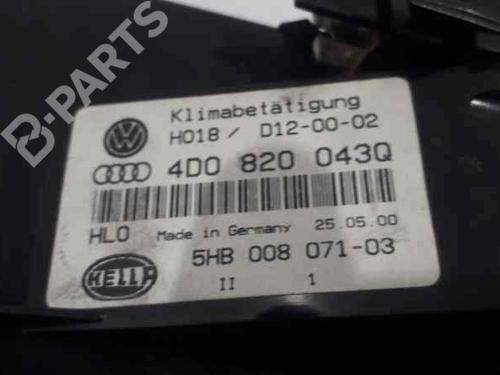 B-PARTS
Klimabetätigung
H018 / D12-00-02
4D0 820 043Q
HLO Made in Germany 25.05.00
5HB 008 071-03
HELLA
II 1